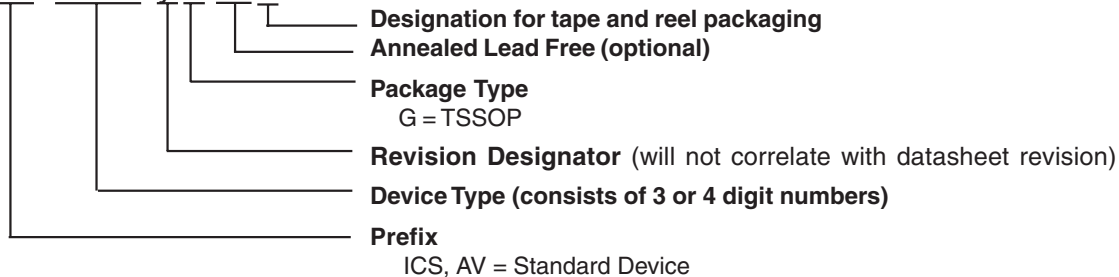 Designation for tape and reel packaging
Annealed Lead Free (optional)
Package Type
G = TSSOP
Revision Designator (will not correlate with datasheet revision)
Device Type (consists of 3 or 4 digit numbers)
Prefix
ICS, AV = Standard Device